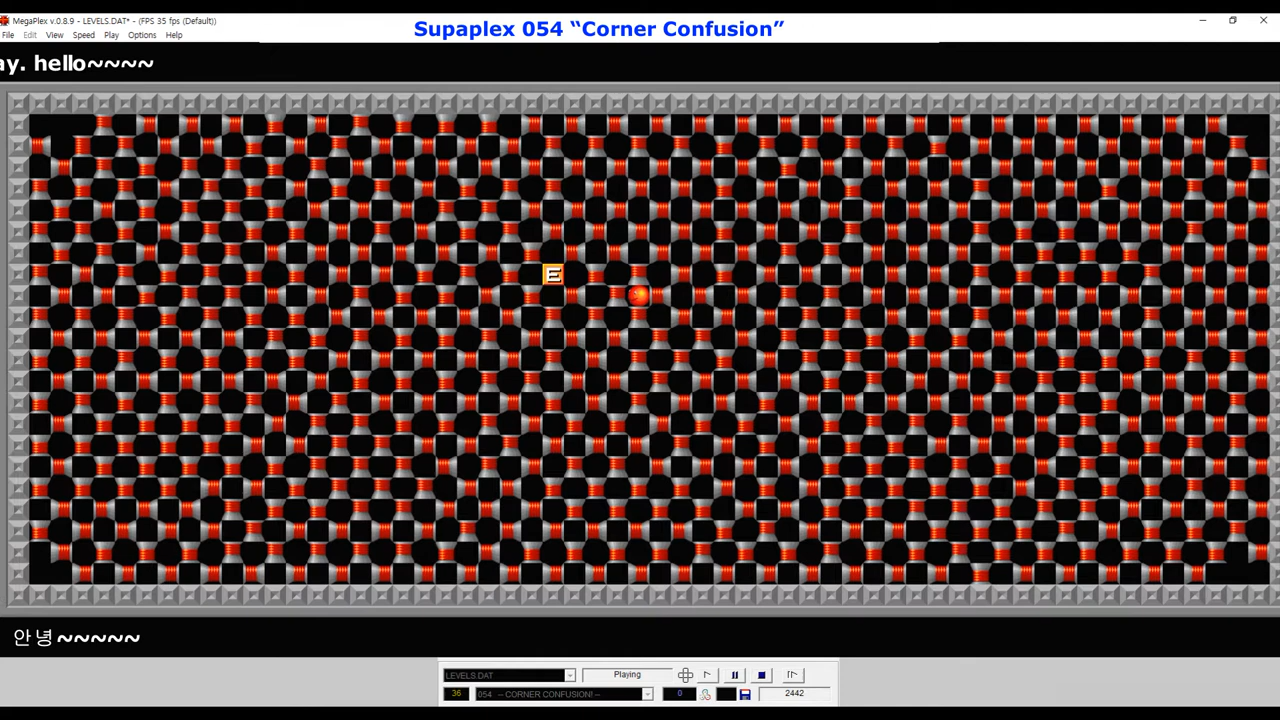 MegaPlex v.0.8.9 - LEVELS.DAT* - (FPS 35 fps (Default))
Supaplex 054 “Corner Confusion”
File Edit View Speed Play Options Help
ay. hello~~~~
E
안녕~~~~~
LEVELS.DAT Playing
36 054 -- CORNER CONFUSION! -- 0 2442